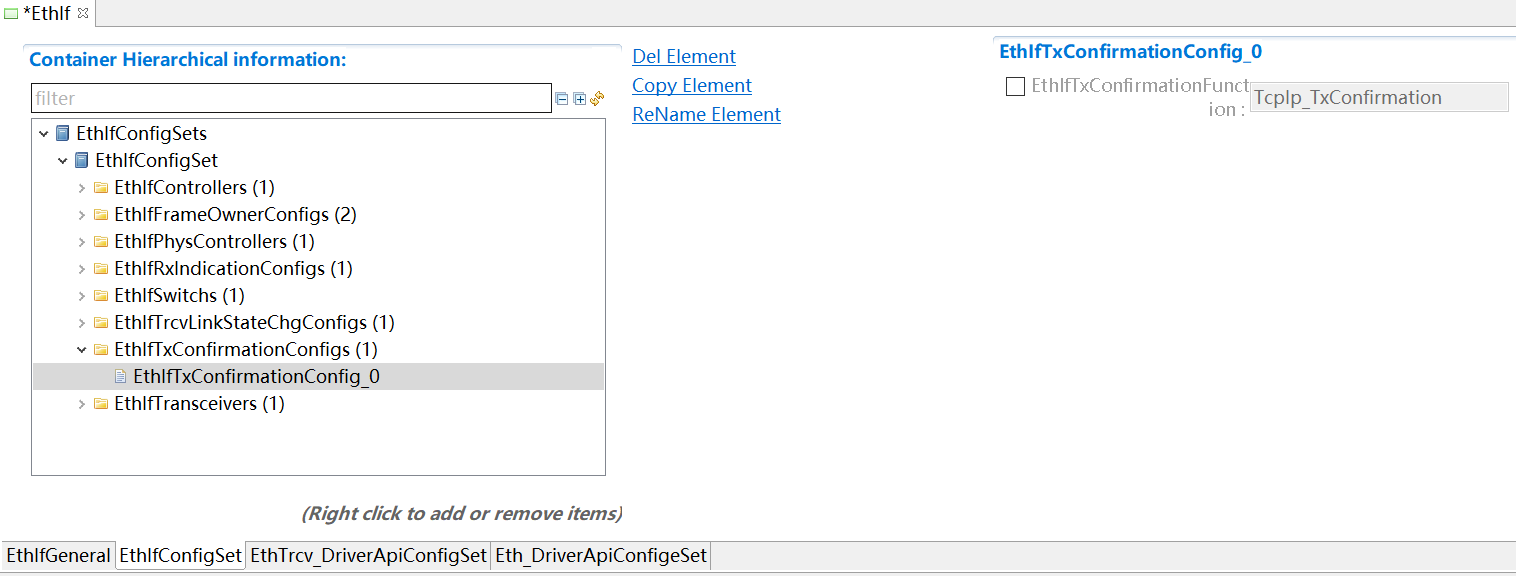 *EthIf
Container Hierarchical information:
filter
EthIfConfigSets
EthIfConfigSet
EthIfControllers (1)
EthIfFrameOwnerConfigs (2)
EthIfPhysControllers (1)
EthIfRxIndicationConfigs (1)
EthIfSwitchs (1)
EthIfTrcvLinkStateChgConfigs (1)
EthIfTxConfirmationConfigs (1)
EthIfTxConfirmationConfig_0
EthIfTransceivers (1)
(Right click to add or remove items)
Del Element
Copy Element
ReName Element
EthIfTxConfirmationConfig_0
EthIfTxConfirmationFunct
ion :
TcpIp_TxConfirmation
EthIfGeneral EthIfConfigSet EthTrcv_DriverApiConfigSet Eth_DriverApiConfigeSet